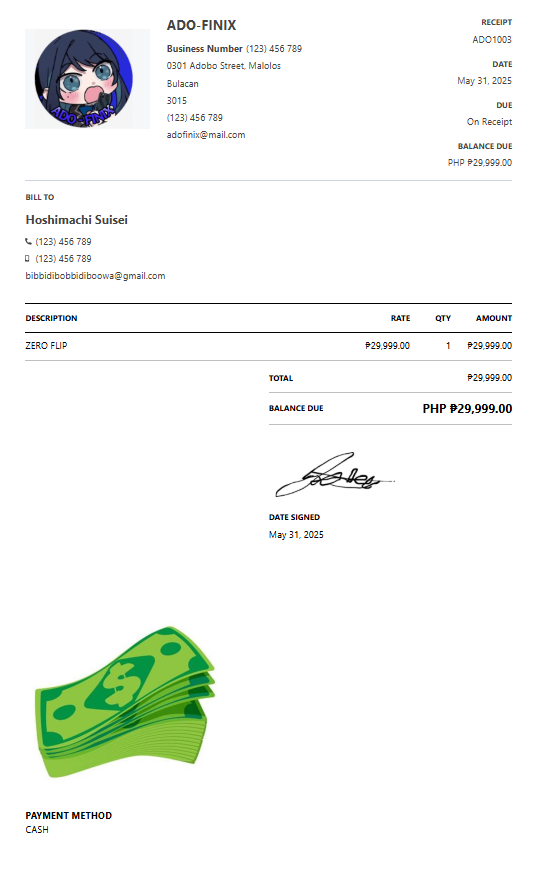 ADO-FINIX
ADO-FINIX
Business Number (123) 456 789
0301 Adobo Street, Malolos
Bulacan
3015
(123) 456 789
adofinix@mail.com
RECEIPT
ADO1003
DATE
May 31, 2025
DUE
On Receipt
BALANCE DUE
PHP ₱29,999.00
BILL TO
Hoshimachi Suisei
(123) 456 789
(123) 456 789
bibbidibobbidiboowa@gmail.com
DESCRIPTION RATE QTY AMOUNT
ZERO FLIP ₱29,999.00 1 ₱29,999.00
TOTAL ₱29,999.00
BALANCE DUE PHP ₱29,999.00
DATE SIGNED
May 31, 2025
$
PAYMENT METHOD
CASH